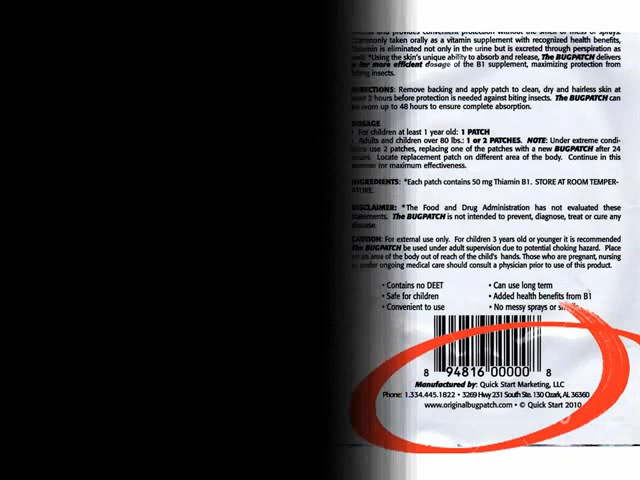 and provides convenient protection without the smell or mess of sprays.
Commonly taken orally as a vitamin supplement with recognized health benefits,
Thiamin is eliminated not only in the urine but is excreted through perspiration as
well. *Using the skin's unique ability to absorb and release, The BUGPATCH delivers
a far more efficient dosage of the B1 supplement, maximizing protection from
biting insects.
DIRECTIONS: Remove backing and apply patch to clean, dry and hairless skin at
least 2 hours before protection is needed against biting insects. The BUGPATCH can
be worn up to 48 hours to ensure complete absorption.
DOSAGE
• For children at least 1 year old: 1 PATCH
• Adults and children over 80 lbs.: 1 or 2 PATCHES. NOTE: Under extreme condi-
tions use 2 patches, replacing one of the patches with a new BUGPATCH after 24
hours. Locate replacement patch on different area of the body. Continue in this
manner for maximum effectiveness.
INGREDIENTS: *Each patch contains 50 mg Thiamin B1. STORE AT ROOM TEMPER-
ATURE.
DISCLAIMER: *The Food and Drug Administration has not evaluated these
statements. The BUGPATCH is not intended to prevent, diagnose, treat or cure any
disease.
CAUTION: For external use only. For children 3 years old or younger it is recommended
The BUGPATCH be used under adult supervision due to potential choking hazard. Place
on an area of the body out of reach of the child's hands. Those who are pregnant, nursing
or under ongoing medical care should consult a physician prior to use of this product.
• Contains no DEET • Can use long term
• Safe for children • Added health benefits from B1
• Convenient to use • No messy sprays or
8 94816 00000 8
Manufactured by: Quick Start Marketing, LLC
Phone: 1.334.445.1822 • 3269 Hwy 231 South Ste. 130 Ozark, AL 36360
www.originalbugpatch.com • © Quick Start 2010